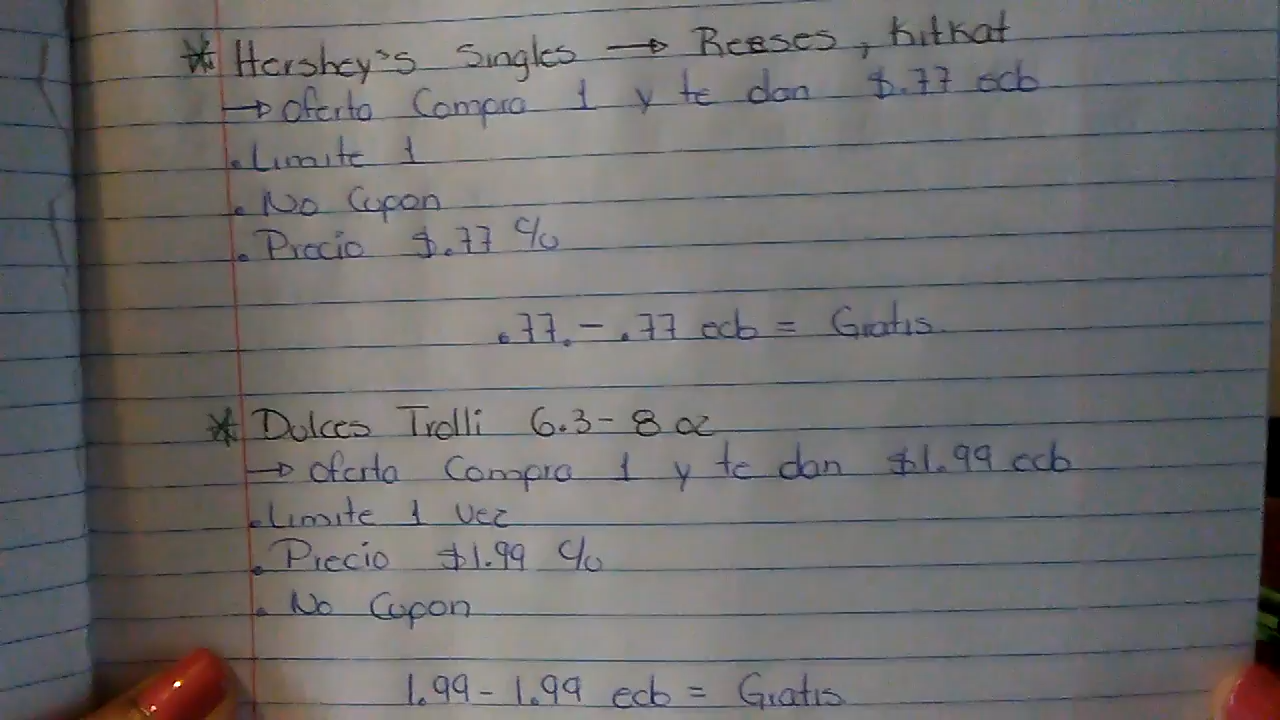 * Hershey's Singles → Reeses, KitKat
→ Oferta Compra 1 y te dan $.77 ecb
. Limite 1
. No Cupon
. Precio $.77 c/u
.77. - .77 ecb = Gratis
* Dulces Trolli 6.3-8 oz
→ Oferta Compra 1 y te dan $1.99 ecb
. Limite 1 vez
. Precio $1.99 c/u
. No Cupon
1.99 - 1.99 ecb = Gratis